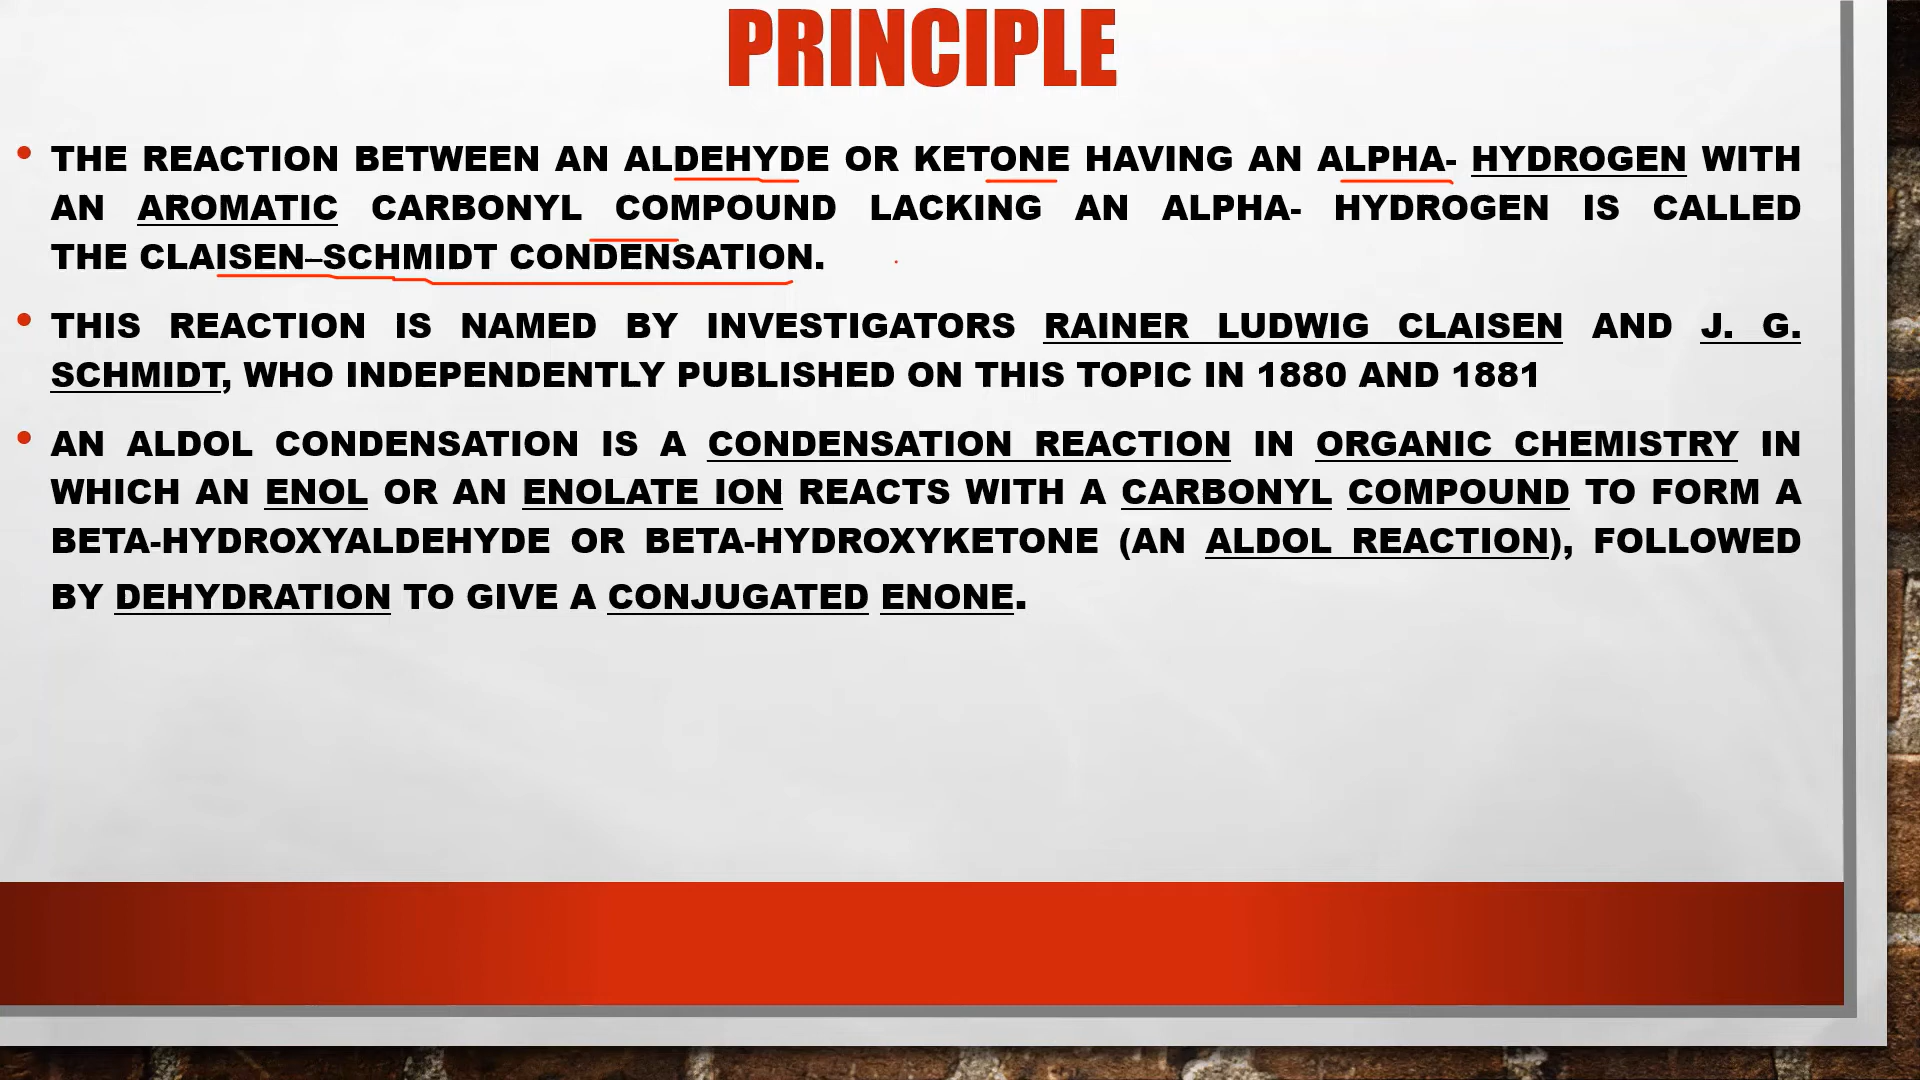 PRINCIPLE
• THE REACTION BETWEEN AN ALDEHYDE OR KETONE HAVING AN ALPHA- HYDROGEN WITH
AN AROMATIC CARBONYL COMPOUND LACKING AN ALPHA- HYDROGEN IS CALLED
THE CLAISEN–SCHMIDT CONDENSATION.
• THIS REACTION IS NAMED BY INVESTIGATORS RAINER LUDWIG CLAISEN AND J. G.
SCHMIDT, WHO INDEPENDENTLY PUBLISHED ON THIS TOPIC IN 1880 AND 1881
• AN ALDOL CONDENSATION IS A CONDENSATION REACTION IN ORGANIC CHEMISTRY IN
WHICH AN ENOL OR AN ENOLATE ION REACTS WITH A CARBONYL COMPOUND TO FORM A
BETA-HYDROXYALDEHYDE OR BETA-HYDROXYKETONE (AN ALDOL REACTION), FOLLOWED
BY DEHYDRATION TO GIVE A CONJUGATED ENONE.